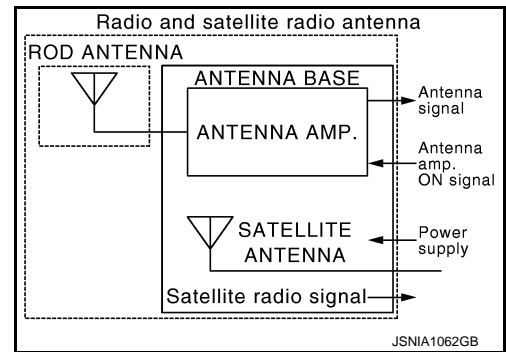 Radio and satellite radio antenna
ROD ANTENNA
ANTENNA BASE
ANTENNA AMP.
Antenna
signal
Antenna
amp.
ON signal
SATELLITE
ANTENNA
Power
supply
Satellite radio signal
JSNIA1062GB